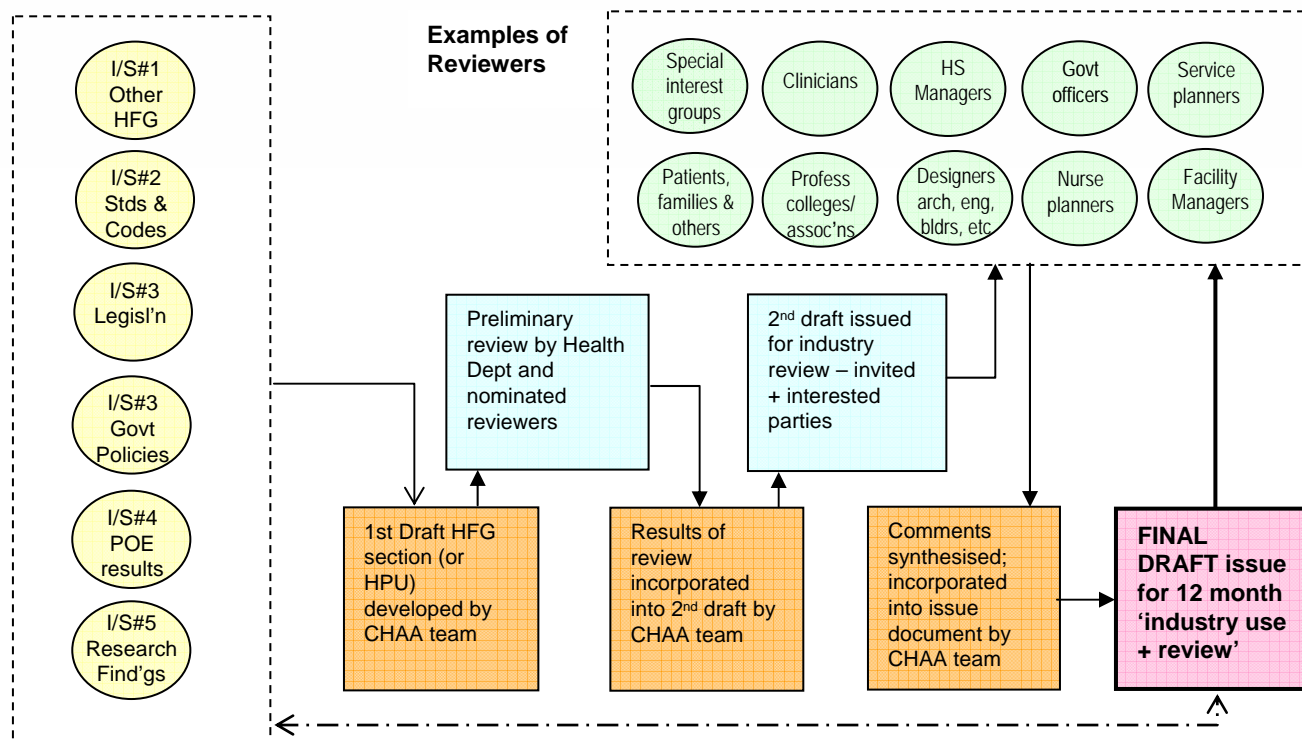 I/S#1
Other
HFG
I/S#2
Stds &
Codes
I/S#3
Legisl'n
I/S#3
Govt
Policies
I/S#4
POE
results
I/S#5
Research
Find'gs
Examples of
Reviewers
Special
interest
groups
Clinicians
HS
Managers
Govt
officers
Service
planners
Patients,
families &
others
Profess
colleges/
assoc'ns
Designers
arch, eng,
bldrs, etc
Nurse
planners
Facility
Managers
Preliminary
review by Health
Dept and
nominated
reviewers
2nd draft issued
for industry
review – invited
+ interested
parties
1st Draft HFG
section (or
HPU)
developed by
CHAA team
Results of
review
incorporated
into 2nd draft by
CHAA team
Comments
synthesised;
incorporated
into issue
document by
CHAA team
FINAL
DRAFT issue
for 12 month
‘industry use
+ review’